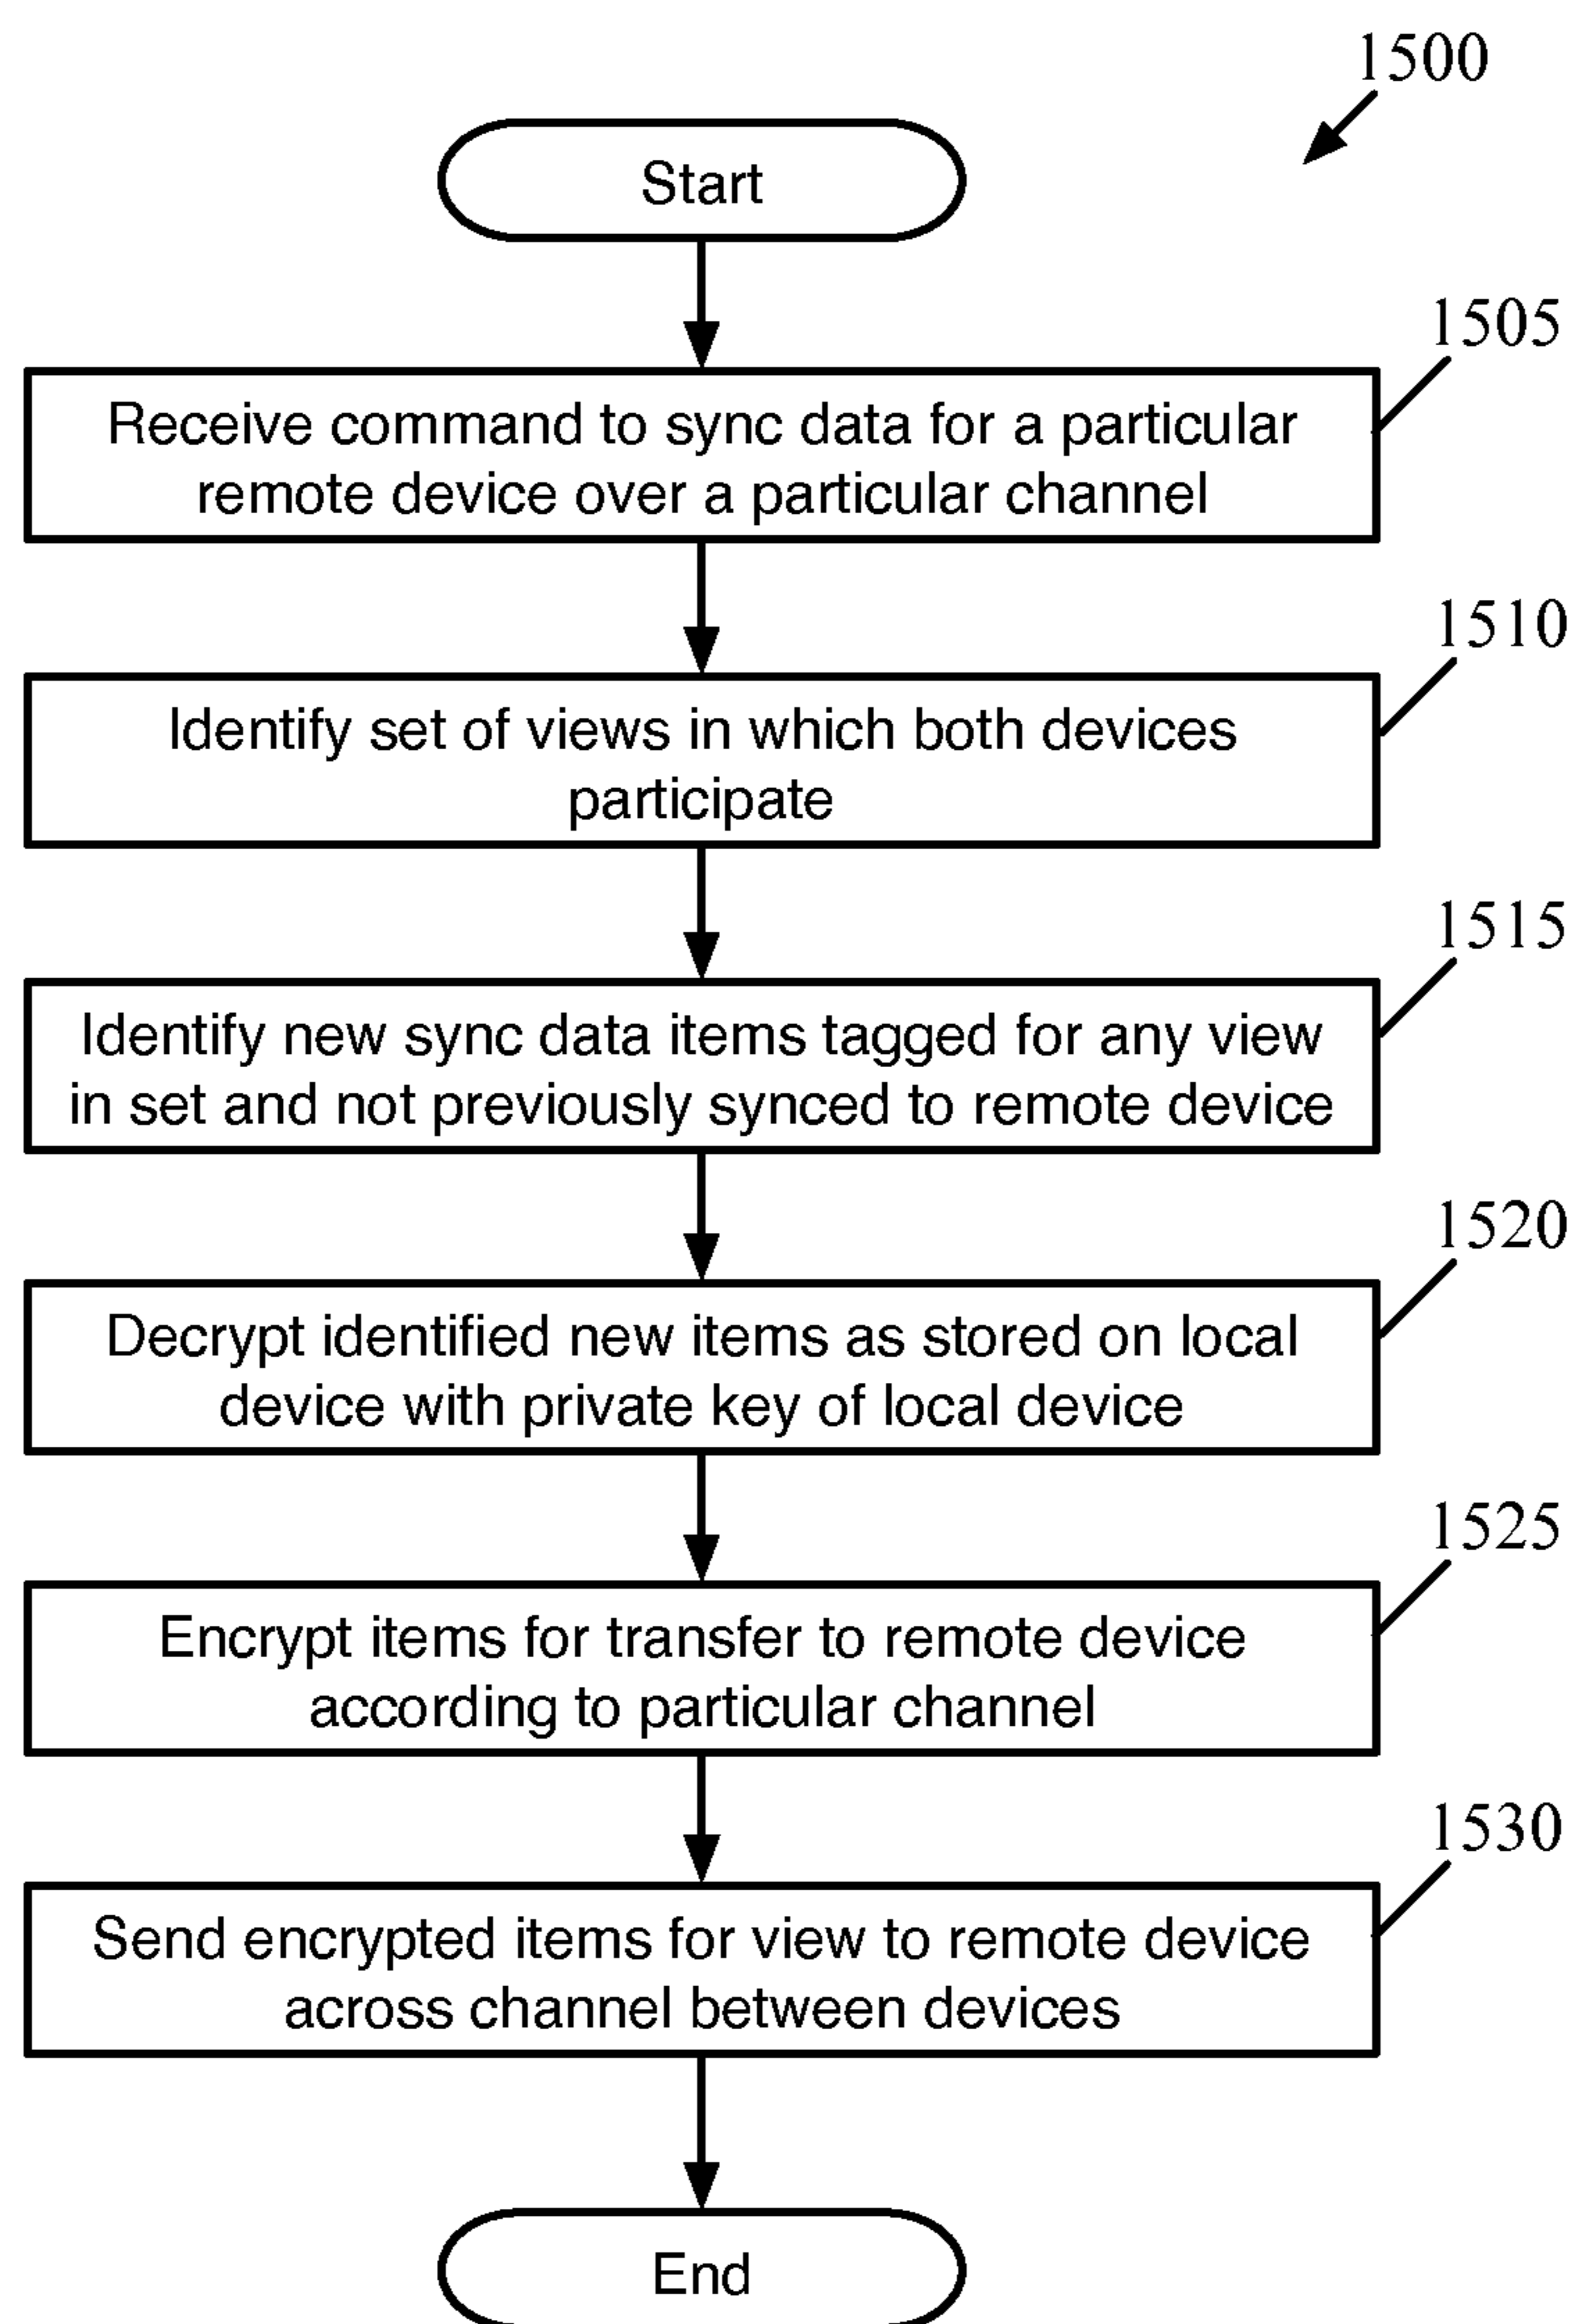 1500
Start
1505
Receive command to sync data for a particular
remote device over a particular channel
1510
Identify set of views in which both devices
participate
1515
Identify new sync data items tagged for any view
in set and not previously synced to remote device
1520
Decrypt identified new items as stored on local
device with private key of local device
1525
Encrypt items for transfer to remote device
according to particular channel
1530
Send encrypted items for view to remote device
across channel between devices
End